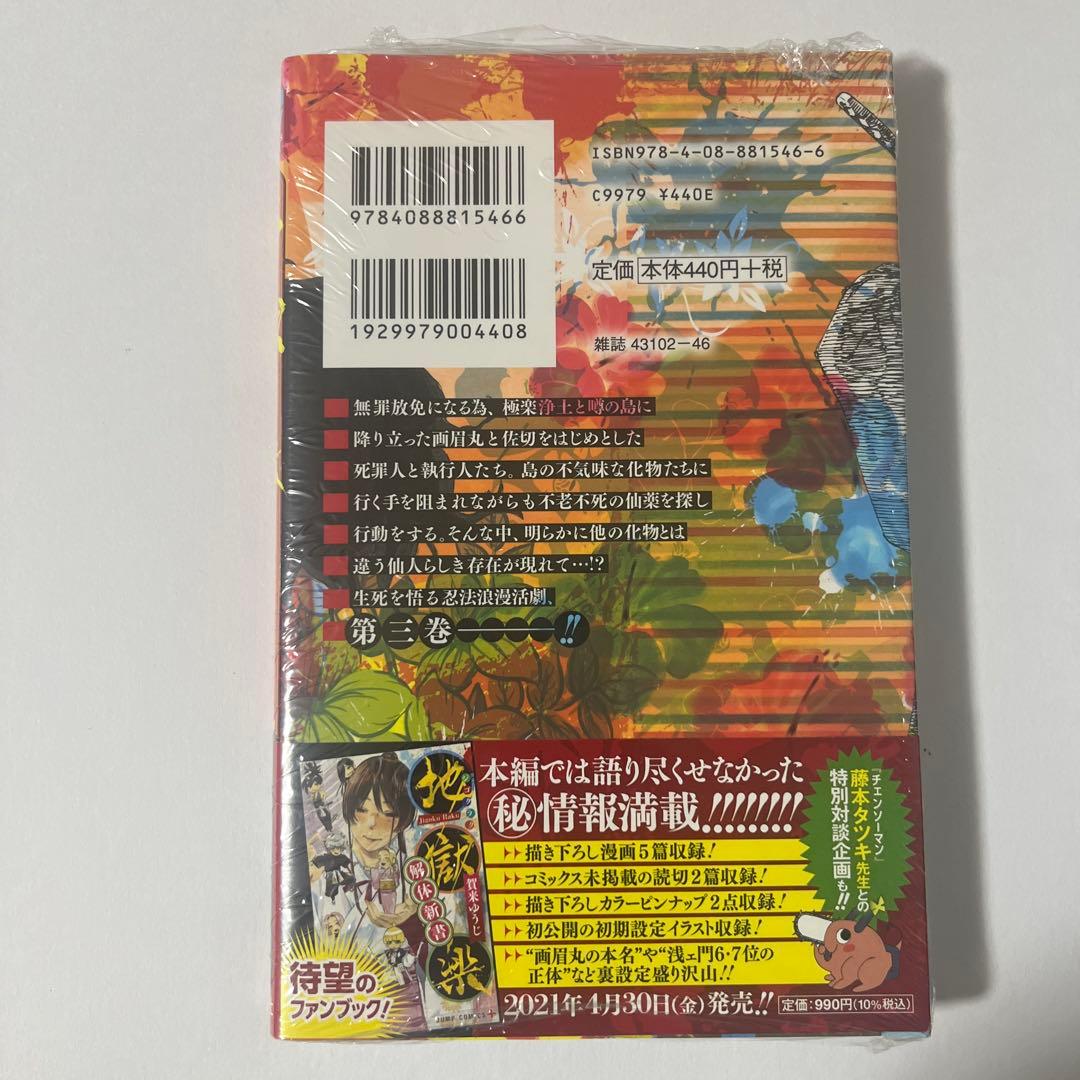 9784088815466
1929979004408
ISBN978-4-08-881546-6
C9979 ¥440E
定価 本体440円+税
雑誌 43102-46
無罪放免になる為、極楽浄土と噂の島に
降り立った画眉丸と佐切をはじめとした
死罪人と執行人たち。島の不気味な化物たちに
行く手を阻まれながらも不老不死の仙薬を探し
行動をする。そんな中、明らかに他の化物とは
違う仙人らしき存在が現れて…!?
生死を悟る忍法浪漫活劇、
第三巻――!!
地獄楽
Jigoku Raku
解体新書
賀来ゆうじ
JUMP COMICS+
待望の
ファンブック!
本編では語り尽くせなかった
㊙情報満載!!!!!!!!
描き下ろし漫画5篇収録!
コミックス未掲載の読切2篇収録!
描き下ろしカラーピンナップ2点収録!
初公開の初期設定イラスト収録!
“画眉丸の本名”や“浅ェ門6・7位の
正体”など裏設定盛り沢山!!
2021年4月30日(金)発売!!
定価:990円(10%税込)
『チェンソーマン』
藤本タツキ先生との
特別対談企画も!!